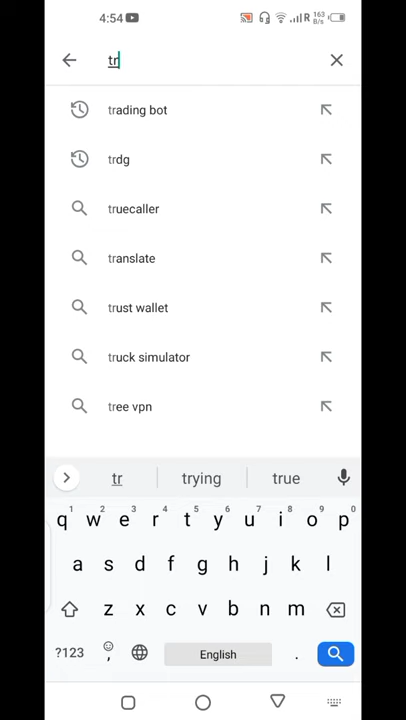 4:54 R 163 B/s
tr
trading bot
trdg
truecaller
translate
trust wallet
truck simulator
tree vpn
tr trying true
1 2 3 4 5 6 7 8 9 0
q w e r t y u i o p
a s d f g h j k l
z x c v b n m
?123 , English .